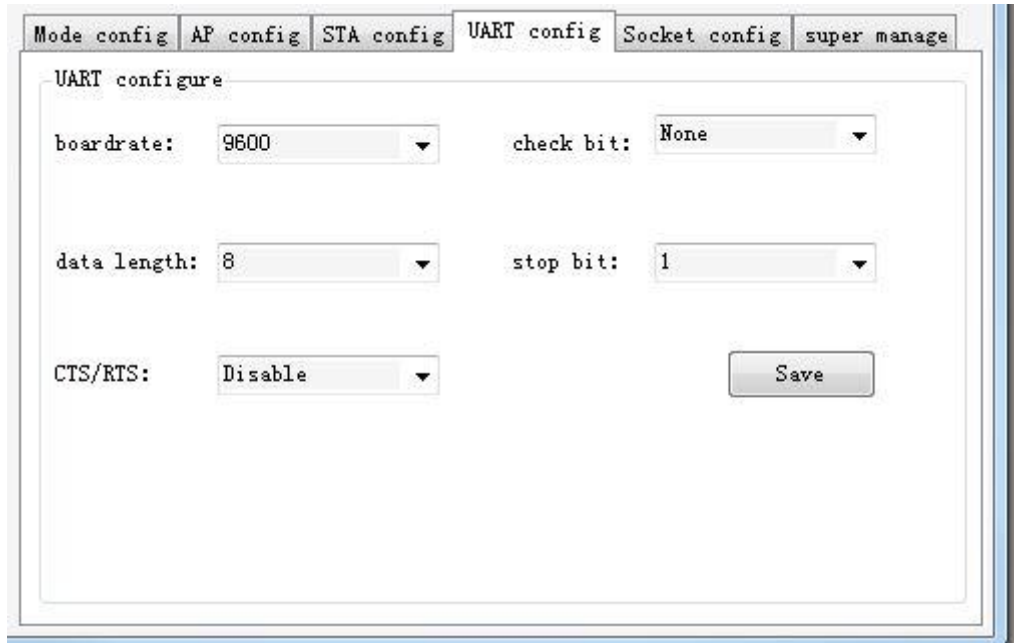 Mode config AP config STA config UART config Socket config super manage
UART configure
boardrate: 9600 check bit: None
data length: 8 stop bit: 1
CTS/RTS: Disable Save